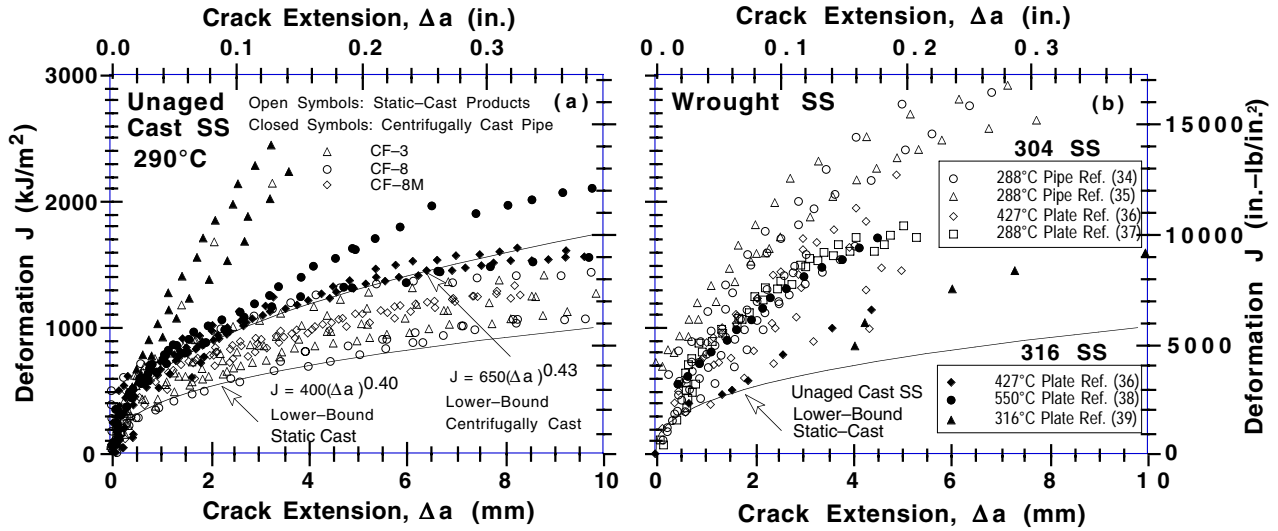 Crack Extension, Δa (in.)
0.0 0.1 0.2 0.3
3000
2000
1000
0
Deformation J (kJ/m²)
Unaged
Cast SS
290°C
Open Symbols: Static–Cast Products
(a)
Closed Symbols: Centrifugally Cast Pipe
CF–3
CF–8
CF–8M
J = 400(Δa)^0.40
Lower–Bound
Static Cast
J = 650(Δa)^0.43
Lower–Bound
Centrifugally Cast
0 2 4 6 8 10
Crack Extension, Δa (mm)
Crack Extension, Δa (in.)
0.0 0.1 0.2 0.3
Wrought SS
(b)
304 SS
288°C Pipe Ref. (34)
288°C Pipe Ref. (35)
427°C Plate Ref. (36)
288°C Plate Ref. (37)
316 SS
427°C Plate Ref. (36)
550°C Plate Ref. (38)
316°C Plate Ref. (39)
Unaged Cast SS
Lower–Bound
Static–Cast
15000
10000
5000
0
Deformation J (in.–lb/in.²)
0 2 4 6 8 10
Crack Extension, Δa (mm)